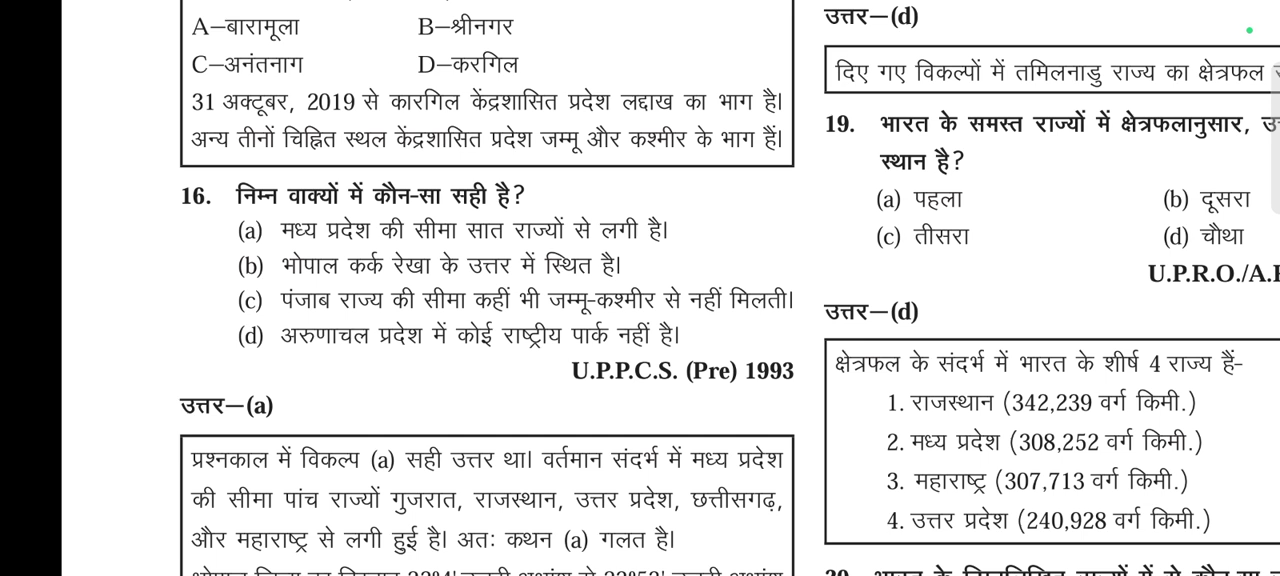 A–बारामूला B–श्रीनगर
C–अनंतनाग D–करगिल
31 अक्टूबर, 2019 से कारगिल केंद्रशासित प्रदेश लद्दाख का भाग है।
अन्य तीनों चिह्नित स्थल केंद्रशासित प्रदेश जम्मू और कश्मीर के भाग हैं।
16. निम्न वाक्यों में कौन-सा सही है?
(a) मध्य प्रदेश की सीमा सात राज्यों से लगी है।
(b) भोपाल कर्क रेखा के उत्तर में स्थित है।
(c) पंजाब राज्य की सीमा कहीं भी जम्मू-कश्मीर से नहीं मिलती।
(d) अरुणाचल प्रदेश में कोई राष्ट्रीय पार्क नहीं है।
U.P.P.C.S. (Pre) 1993
उत्तर–(a)
प्रश्नकाल में विकल्प (a) सही उत्तर था। वर्तमान संदर्भ में मध्य प्रदेश
की सीमा पांच राज्यों गुजरात, राजस्थान, उत्तर प्रदेश, छत्तीसगढ़,
और महाराष्ट्र से लगी हुई है। अतः कथन (a) गलत है।
उत्तर–(d)
दिए गए विकल्पों में तमिलनाडु राज्य का क्षेत्रफल
19. भारत के समस्त राज्यों में क्षेत्रफलानुसार,
स्थान है?
(a) पहला (b) दूसरा
(c) तीसरा (d) चौथा
U.P.R.O./A.
उत्तर–(d)
क्षेत्रफल के संदर्भ में भारत के शीर्ष 4 राज्य हैं-
1. राजस्थान (342,239 वर्ग किमी.)
2. मध्य प्रदेश (308,252 वर्ग किमी.)
3. महाराष्ट्र (307,713 वर्ग किमी.)
4. उत्तर प्रदेश (240,928 वर्ग किमी.)